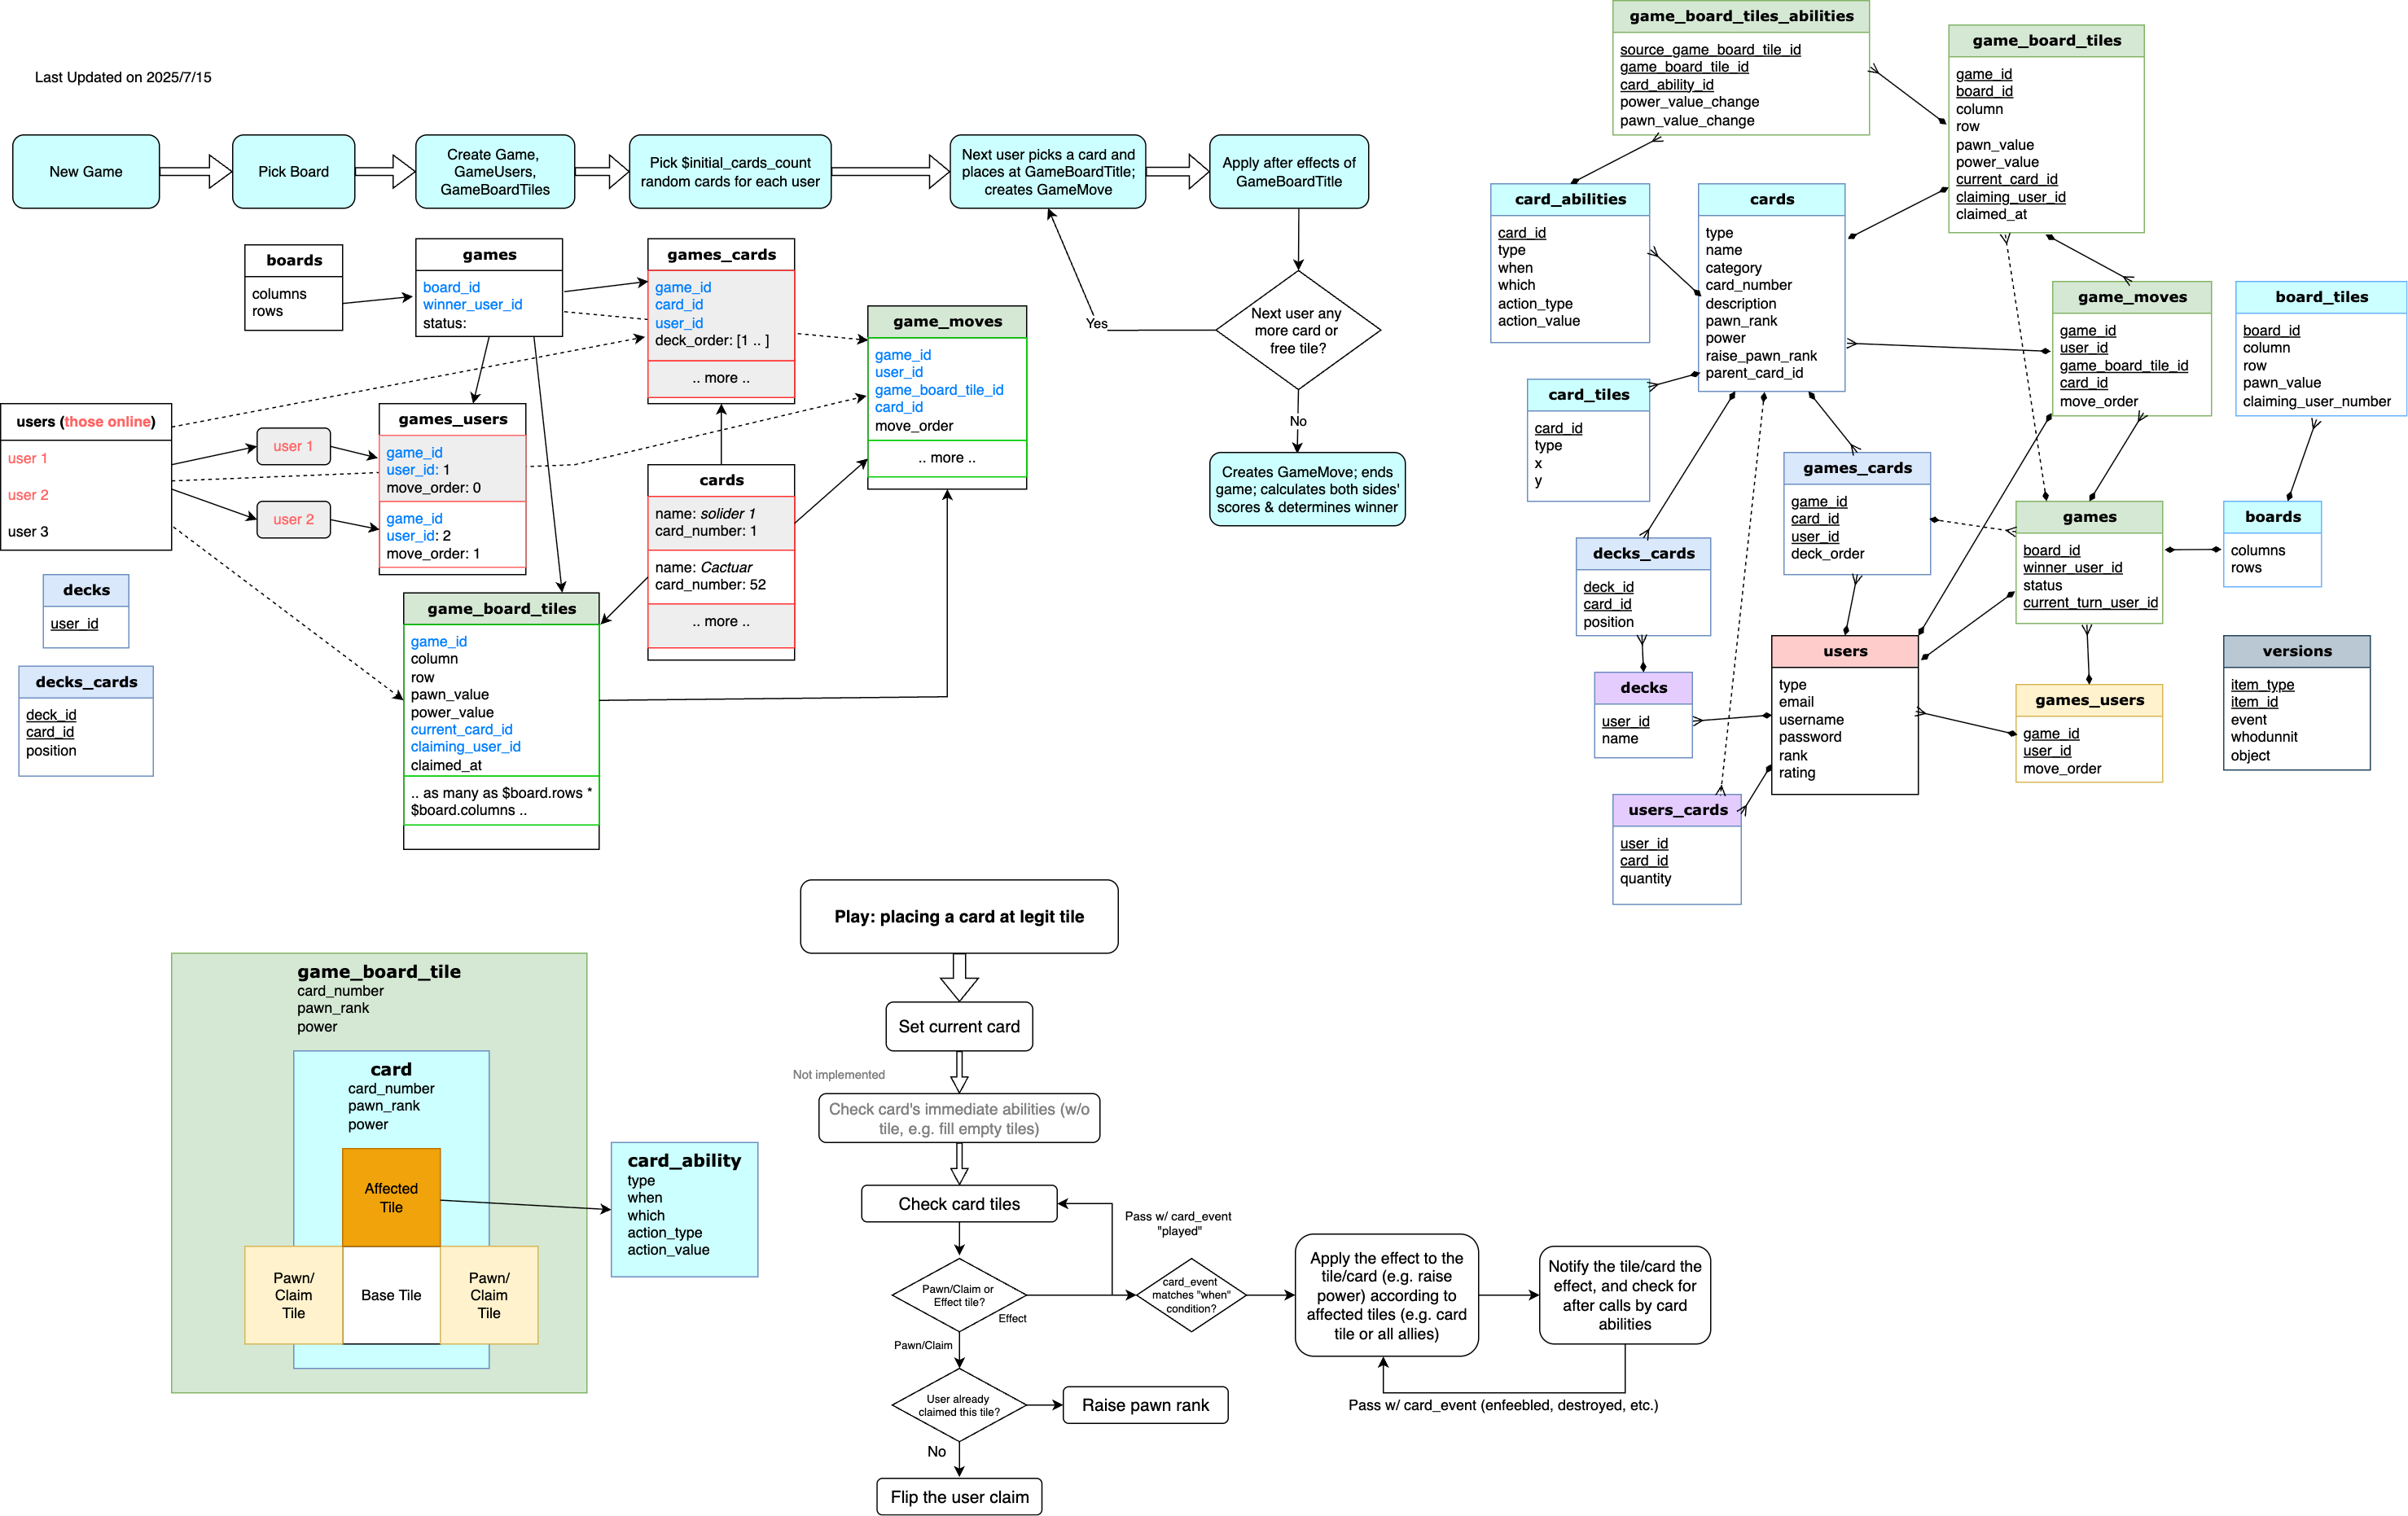 Last Updated on 2025/7/15
New Game
Pick Board
Create Game,
GameUsers,
GameBoardTiles
Pick $initial_cards_count
random cards for each user
Next user picks a card and
places at GameBoardTitle;
creates GameMove
Apply after effects of
GameBoardTitle
Next user any
more card or
free tile?
Yes
No
Creates GameMove; ends
game; calculates both sides'
scores & determines winner
boards
columns
rows
games
board_id
winner_user_id
status:
games_cards
game_id
card_id
user_id
deck_order: [1 .. ]
.. more ..
game_moves
game_id
user_id
game_board_tile_id
card_id
move_order
.. more ..
users (those online)
user 1
user 2
user 3
user 1
user 2
games_users
game_id
user_id: 1
move_order: 0
game_id
user_id: 2
move_order: 1
cards
name: solider 1
card_number: 1
name: Cactuar
card_number: 52
.. more ..
decks
user_id
decks_cards
deck_id
card_id
position
game_board_tiles
game_id
column
row
pawn_value
power_value
current_card_id
claiming_user_id
claimed_at
.. as many as $board.rows *
$board.columns ..
game_board_tiles_abilities
source_game_board_tile_id
game_board_tile_id
card_ability_id
power_value_change
pawn_value_change
game_board_tiles
game_id
board_id
column
row
pawn_value
power_value
current_card_id
claiming_user_id
claimed_at
card_abilities
card_id
type
when
which
action_type
action_value
cards
type
name
category
card_number
description
pawn_rank
power
raise_pawn_rank
parent_card_id
game_moves
game_id
user_id
game_board_tile_id
card_id
move_order
board_tiles
board_id
column
row
pawn_value
claiming_user_number
card_tiles
card_id
type
x
y
games_cards
game_id
card_id
user_id
deck_order
games
board_id
winner_user_id
status
current_turn_user_id
boards
columns
rows
decks_cards
deck_id
card_id
position
users
type
email
username
password
rank
rating
versions
item_type
item_id
event
whodunnit
object
decks
user_id
name
games_users
game_id
user_id
move_order
users_cards
user_id
card_id
quantity
game_board_tile
card_number
pawn_rank
power
card
card_number
pawn_rank
power
Affected
Tile
Pawn/
Claim
Tile
Base Tile
Pawn/
Claim
Tile
card_ability
type
when
which
action_type
action_value
Play: placing a card at legit tile
Set current card
Not implemented
Check card's immediate abilities (w/o
tile, e.g. fill empty tiles)
Check card tiles
Pass w/ card_event
"played"
Pawn/Claim or
Effect tile?
Effect
Pawn/Claim
card_event
matches "when"
condition?
Apply the effect to the
tile/card (e.g. raise
power) according to
affected tiles (e.g. card
tile or all allies)
Notify the tile/card the
effect, and check for
after calls by card
abilities
Pass w/ card_event (enfeebled, destroyed, etc.)
User already
claimed this tile?
Raise pawn rank
No
Flip the user claim